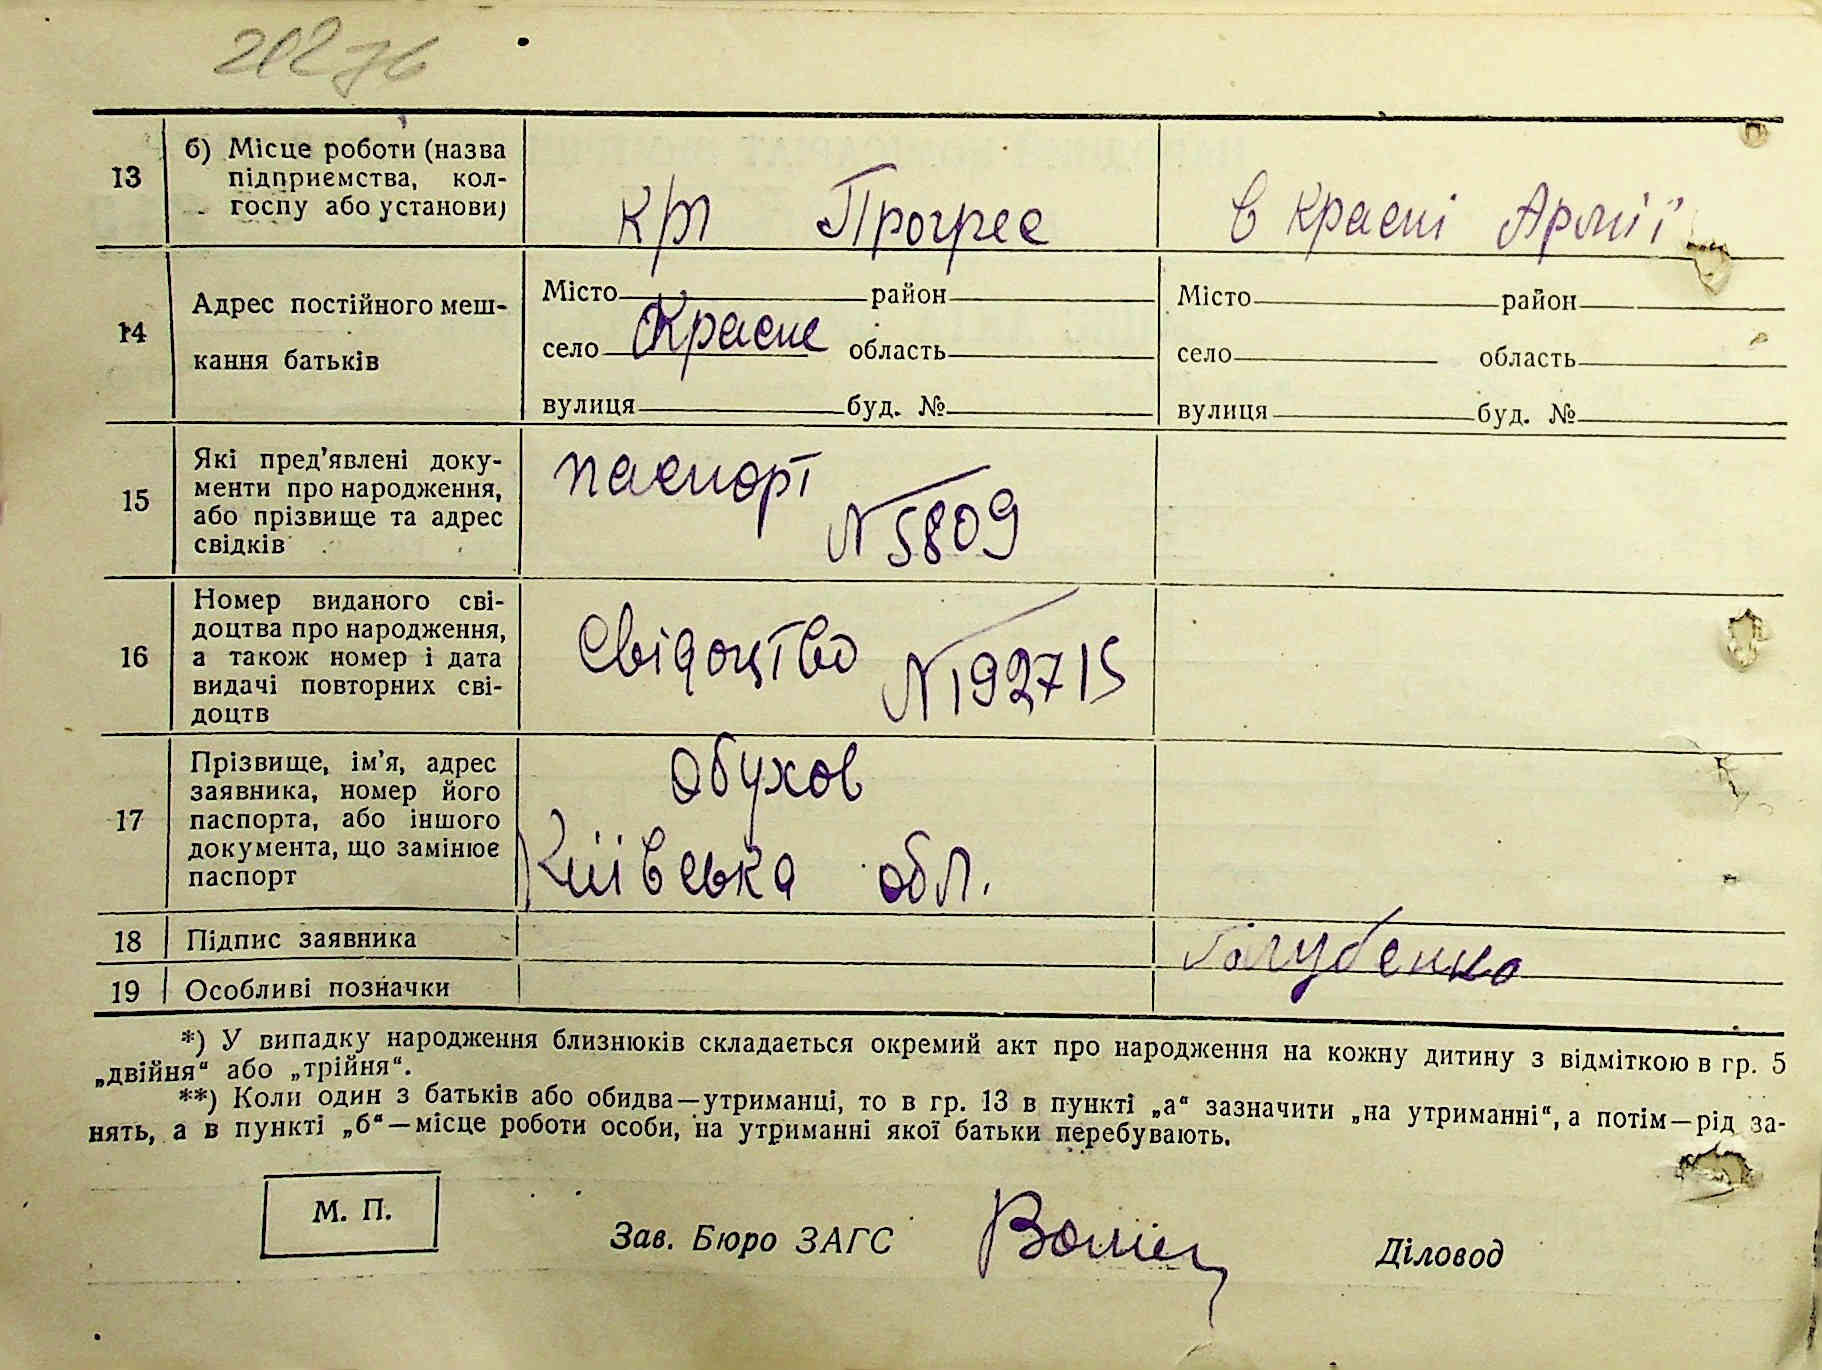 20276
13
б) Місце роботи (назва
підприємства, кол-
госпу або установи)
к/т Прогрес
в Красні Армії
14
Адрес постійного меш-
кання батьків
Місто район
село Красне область
вулиця буд. №
Місто район
село область
вулиця буд. №
15
Які пред’явлені доку-
менти про народження,
або прізвище та адрес
свідків
паспорт
N 5809
16
Номер виданого сві-
доцтва про народження,
а також номер і дата
видачі повторних сві-
доцтв
Свідоцтво N 192715
17
Прізвище, ім’я, адрес
заявника, номер його
паспорта, або іншого
документа, що замінює
паспорт
Обухов
Київська обл.
18
Підпис заявника
Голубенко
19
Особливі позначки
*) У випадку народження близнюків складається окремий акт про народження на кожну дитину з відміткою в гр. 5
„двійня“ або „трійня“.
**) Коли один з батьків або обидва—утриманці, то в гр. 13 в пункті „а“ зазначити „на утриманні“, а потім—рід за-
нять, а в пункті „б“—місце роботи особи, на утриманні якої батьки перебувають.
М. П.
Зав. Бюро ЗАГС
Діловод